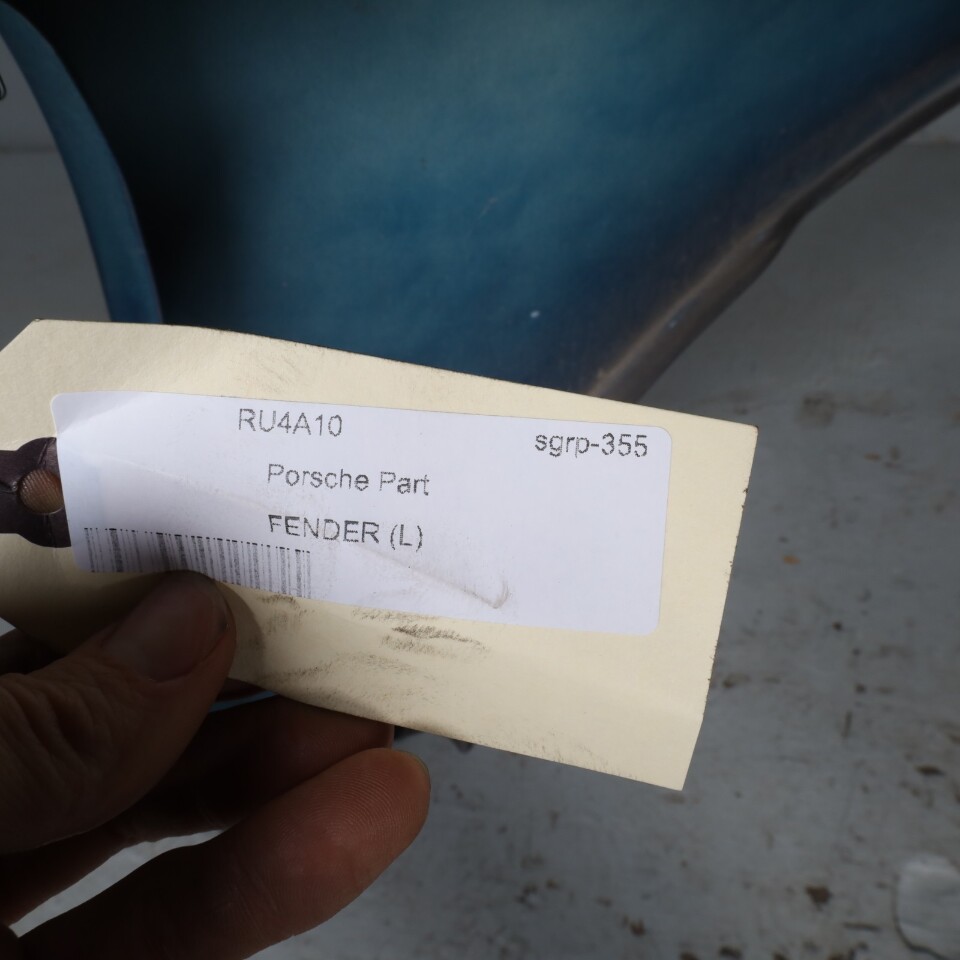 RU4A10
sgrp-355
Porsche Part
FENDER (L)